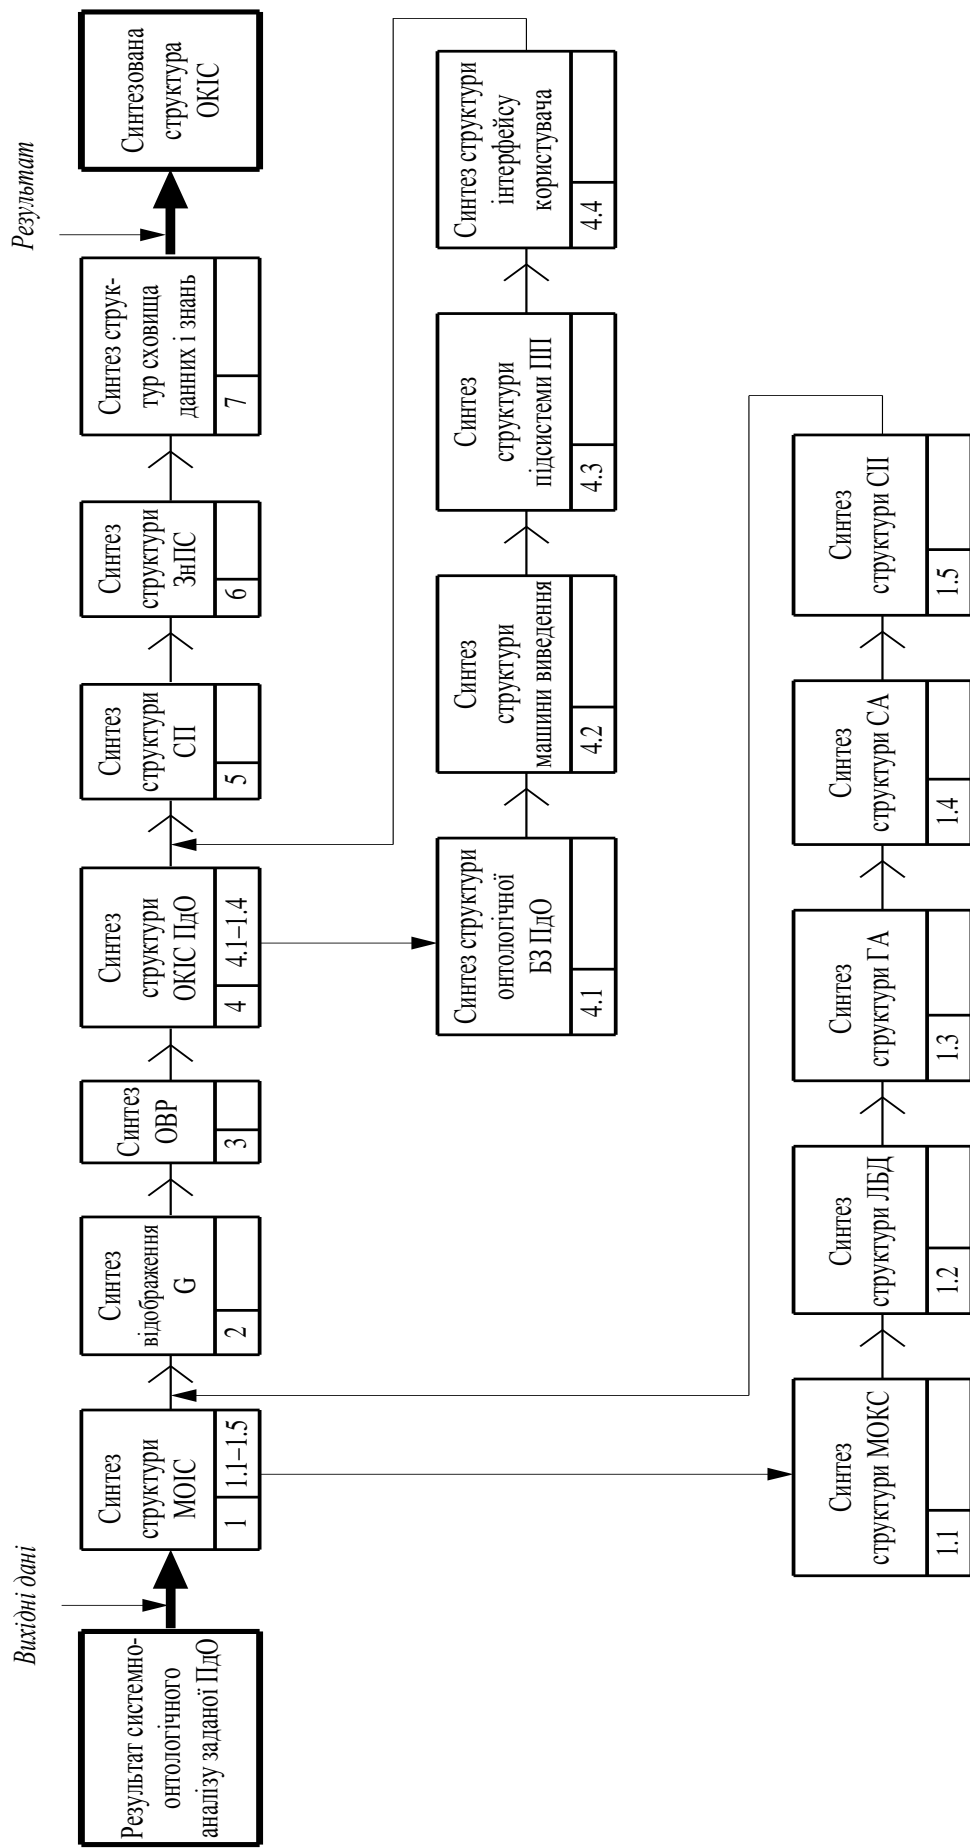 Вихідні дані
Результат
Результат системно-
онтологічного
аналізу заданої ПдО
Синтез
структури
МОІС
1
1.1–1.5
Синтез
відображення
G
2
Синтез
ОВР
3
Синтез
структури
ОКІС ПдО
4
4.1–1.4
Синтез
структури
СП
5
Синтез
структури
ЗнПС
6
Синтез струк-
тур сховища
данних і знань
7
Синтезована
структура
ОКІС
Синтез структури
онтологічної
БЗ ПдО
4.1
Синтез
структури
машини виведення
4.2
Синтез
структури
підсистеми ПП
4.3
Синтез структури
інтерфейсу
користувача
4.4
Синтез
структури МОКС
1.1
Синтез
структури ЛБД
1.2
Синтез
структури ГА
1.3
Синтез
структури СА
1.4
Синтез
структури СП
1.5